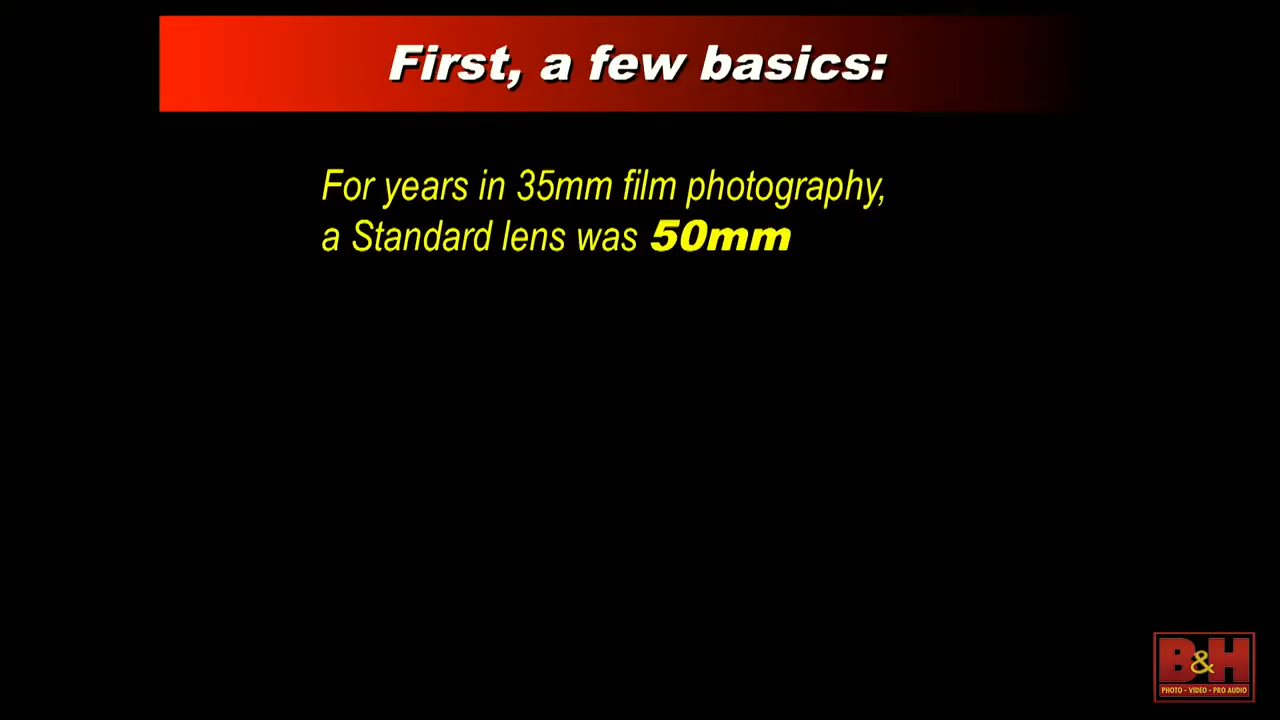 First, a few basics:
For years in 35mm film photography,
a Standard lens was 50mm
B&H
PHOTO - VIDEO - PRO AUDIO